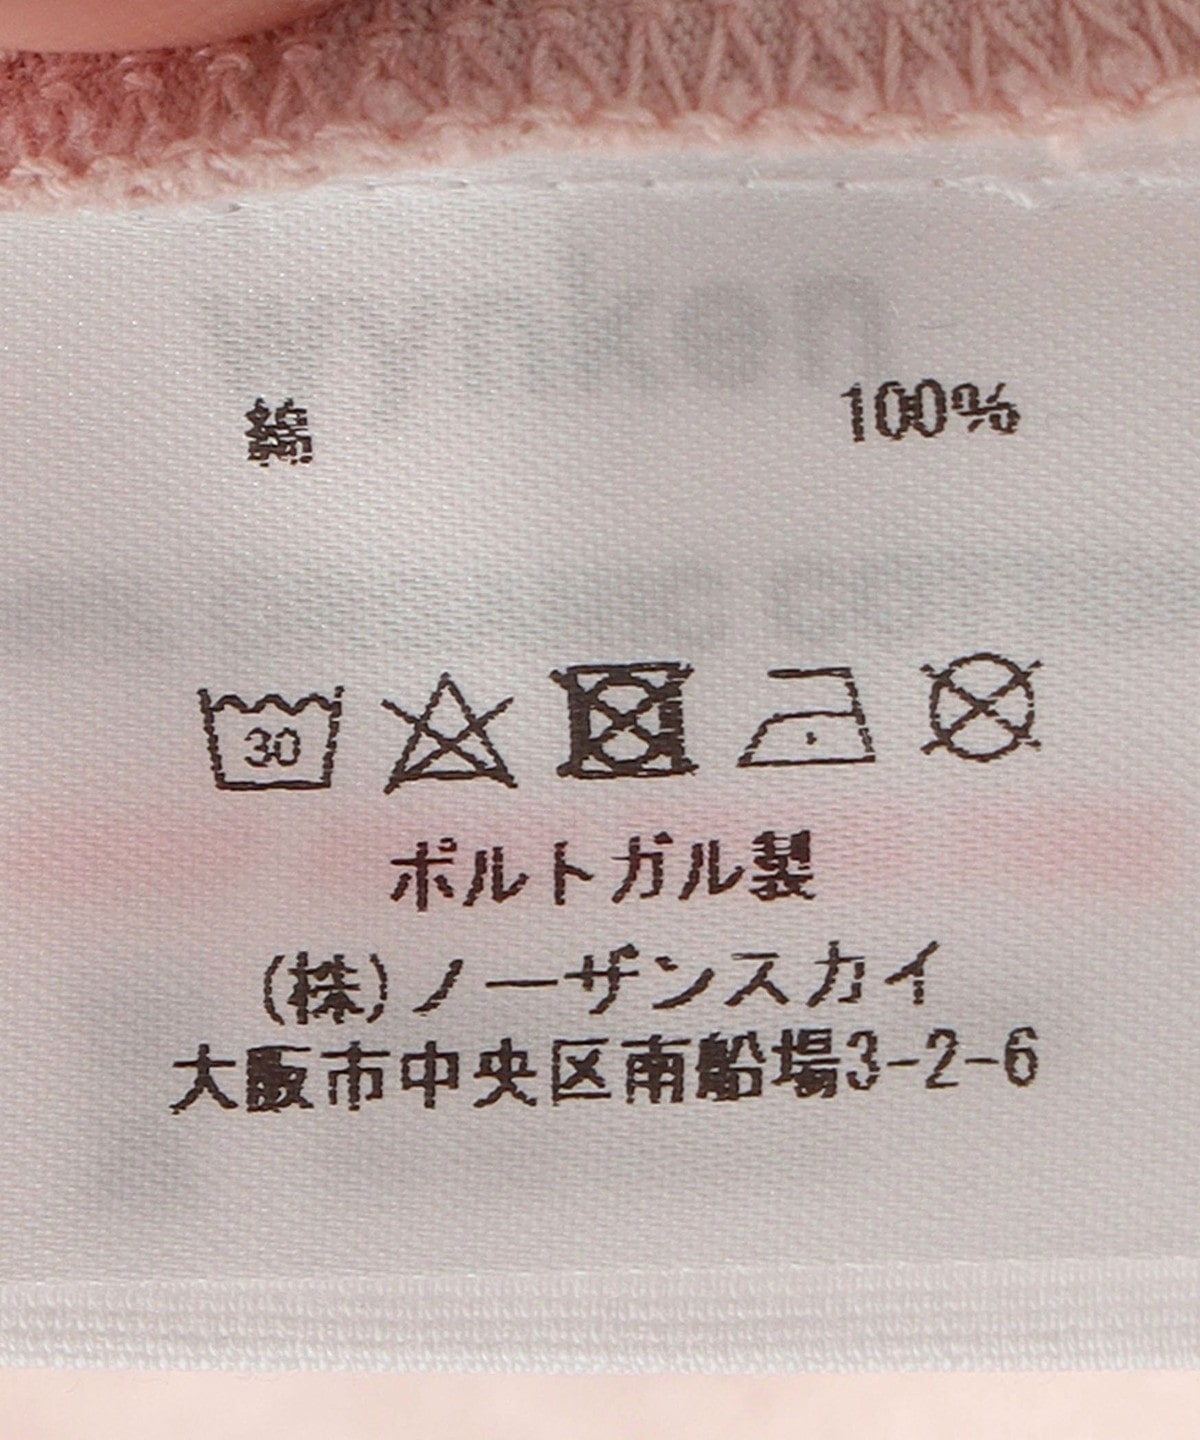 綿 100%
30
ポルトガル製
(株)ノーザンスカイ
大阪市中央区南船場3-2-6